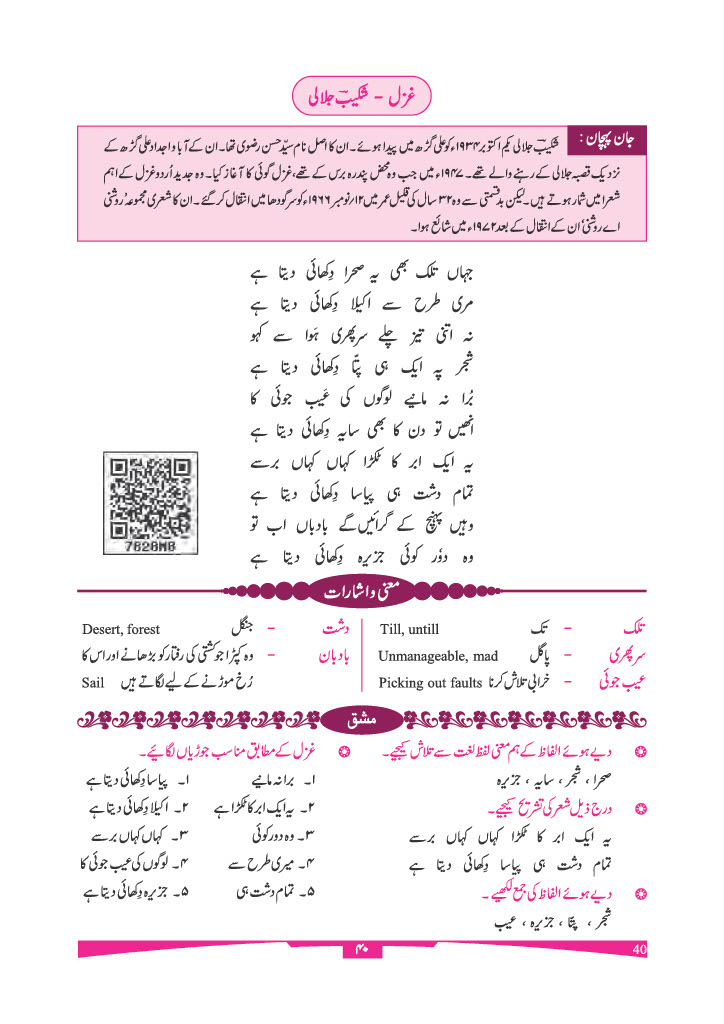 غزل - شکیبؔ جلالی
جان پہچان : شکیبؔ جلالی یکم اکتوبر ۱۹۳۴ء کو علی گڑھ میں پیدا ہوئے۔ ان کا اصل نام سیّد حسن رضوی تھا۔ ان کے آبا و اجداد علی گڑھ کے
نزدیک قصبہ جلالی کے رہنے والے تھے۔ ۱۹۴۷ء میں جب وہ محض پندرہ برس کے تھے، غزل گوئی کا آغاز کیا۔ وہ جدید اُردو غزل کے اہم
شعرا میں شمار ہوتے ہیں۔ لیکن بدقسمتی سے وہ ۳۲ سال کی قلیل عمر میں ۱۲؍ نومبر ۱۹۶۶ء کو سرگودھا میں انتقال کر گئے۔ ان کا شعری مجموعہ ’روشنی
اے روشنی‘ ان کے انتقال کے بعد ۱۹۷۲ء میں شائع ہوا۔
جہاں تلک بھی یہ صحرا دِکھائی دیتا ہے
مری طرح سے اکیلا دِکھائی دیتا ہے
نہ اتنی تیز چلے سرپھری ہَوا سے کہو
شجر پہ ایک ہی پتّا دِکھائی دیتا ہے
بُرا نہ مانیے لوگوں کی عَیب جوئی کا
انھیں تو دن کا بھی سایہ دِکھائی دیتا ہے
یہ ایک ابر کا ٹکڑا کہاں کہاں برسے
تمام دشت ہی پیاسا دِکھائی دیتا ہے
وہیں پہنچ کے گرائیں گے بادباں اب تو
وہ دوٗر کوئی جزیرہ دِکھائی دیتا ہے
7828M8
معنی و اشارات
تلک - تک Till, untill
سرپھری - پاگل Unmanageable, mad
عیب جوئی - خرابی تلاش کرنا Picking out faults
دشت - جنگل Desert, forest
بادبان - وہ کپڑا جو کشتی کی رفتار کو بڑھانے اور اس کا
رُخ موڑنے کے لیے لگاتے ہیں Sail
مشق
دیے ہوئے الفاظ کے ہم معنی لفظ لغت سے تلاش کیجیے۔
صحرا ، شجر ، سایہ ، جزیرہ
درج ذیل شعر کی تشریح کیجیے۔
یہ ایک ابر کا ٹکڑا کہاں کہاں برسے
تمام دشت ہی پیاسا دِکھائی دیتا ہے
دیے ہوئے الفاظ کی جمع لکھیے۔
شجر ، پتّا ، جزیرہ ، عیب
غزل کے مطابق مناسب جوڑیاں لگائیے۔
۱۔ برا نہ مانیے ۱۔ پیاسا دِکھائی دیتا ہے
۲۔ یہ ایک ابر کا ٹکڑا ہے ۲۔ اکیلا دِکھائی دیتا ہے
۳۔ وہ دور کوئی ۳۔ کہاں کہاں برسے
۴۔ میری طرح سے ۴۔ لوگوں کی عیب جوئی کا
۵۔ تمام دشت ہی ۵۔ جزیرہ دِکھائی دیتا ہے
۴۰
40